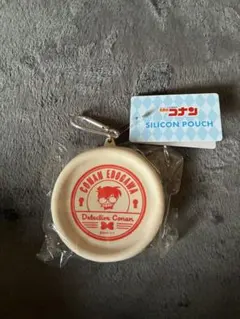 コナン
SILICON POUCH
CONAN EDOGAWA
Detective Conan